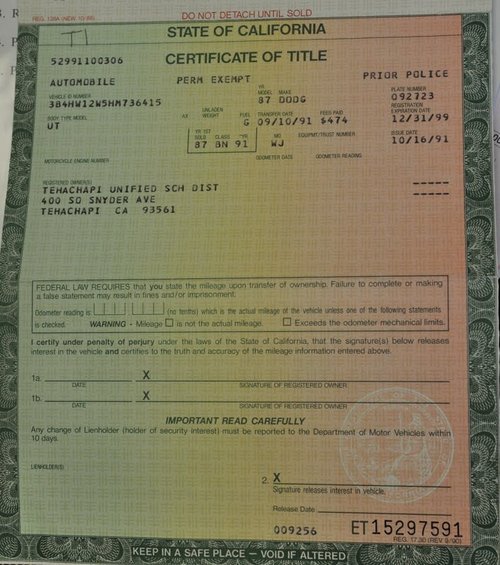 REG. 128A (NEW 10/88)
DO NOT DETACH UNTIL SOLD
TI
STATE OF CALIFORNIA
52991100306
CERTIFICATE OF TITLE
AUTOMOBILE PERM EXEMPT PRIOR POLICE
VEHICLE ID NUMBER YR MODEL MAKE PLATE NUMBER
3B4HW12W5HM736415 87 DODG 092723
BODY TYPE MODEL AX UNLADEN WEIGHT FUEL TRANSFER DATE FEES PAID REGISTRATION EXPIRATION DATE
UT G 09/10/91 $474 12/31/99
YR 1ST SOLD CLASS YR MO EQUIPMT/TRUST NUMBER ISSUE DATE
87 BN 91 WJ 10/16/91
MOTORCYCLE ENGINE NUMBER ODOMETER DATE ODOMETER READING
REGISTERED OWNER(S)
TEHACHAPI UNIFIED SCH DIST -----
400 SO SNYDER AVE -----
TEHACHAPI CA 93561
FEDERAL LAW REQUIRES that you state the mileage upon transfer of ownership. Failure to complete or making
a false statement may result in fines and/or imprisonment.
Odometer reading is (no tenths) which is the actual mileage of the vehicle unless one of the following statements
is checked. WARNING - Mileage is not the actual mileage. Exceeds the odometer mechanical limits.
I certify under penalty of perjury under the laws of the State of California, that the signature(s) below releases
interest in the vehicle and certifies to the truth and accuracy of the mileage information entered above.
1a. X
DATE SIGNATURE OF REGISTERED OWNER
1b. X
DATE SIGNATURE OF REGISTERED OWNER
IMPORTANT READ CAREFULLY
Any change of Lienholder (holder of security interest) must be reported to the Department of Motor Vehicles within
10 days.
LIENHOLDER(S)
2. X
Signature releases interest in vehicle.
Release Date
009256 ET15297591
REG. 17.30 (REV 9/90)
KEEP IN A SAFE PLACE – VOID IF ALTERED